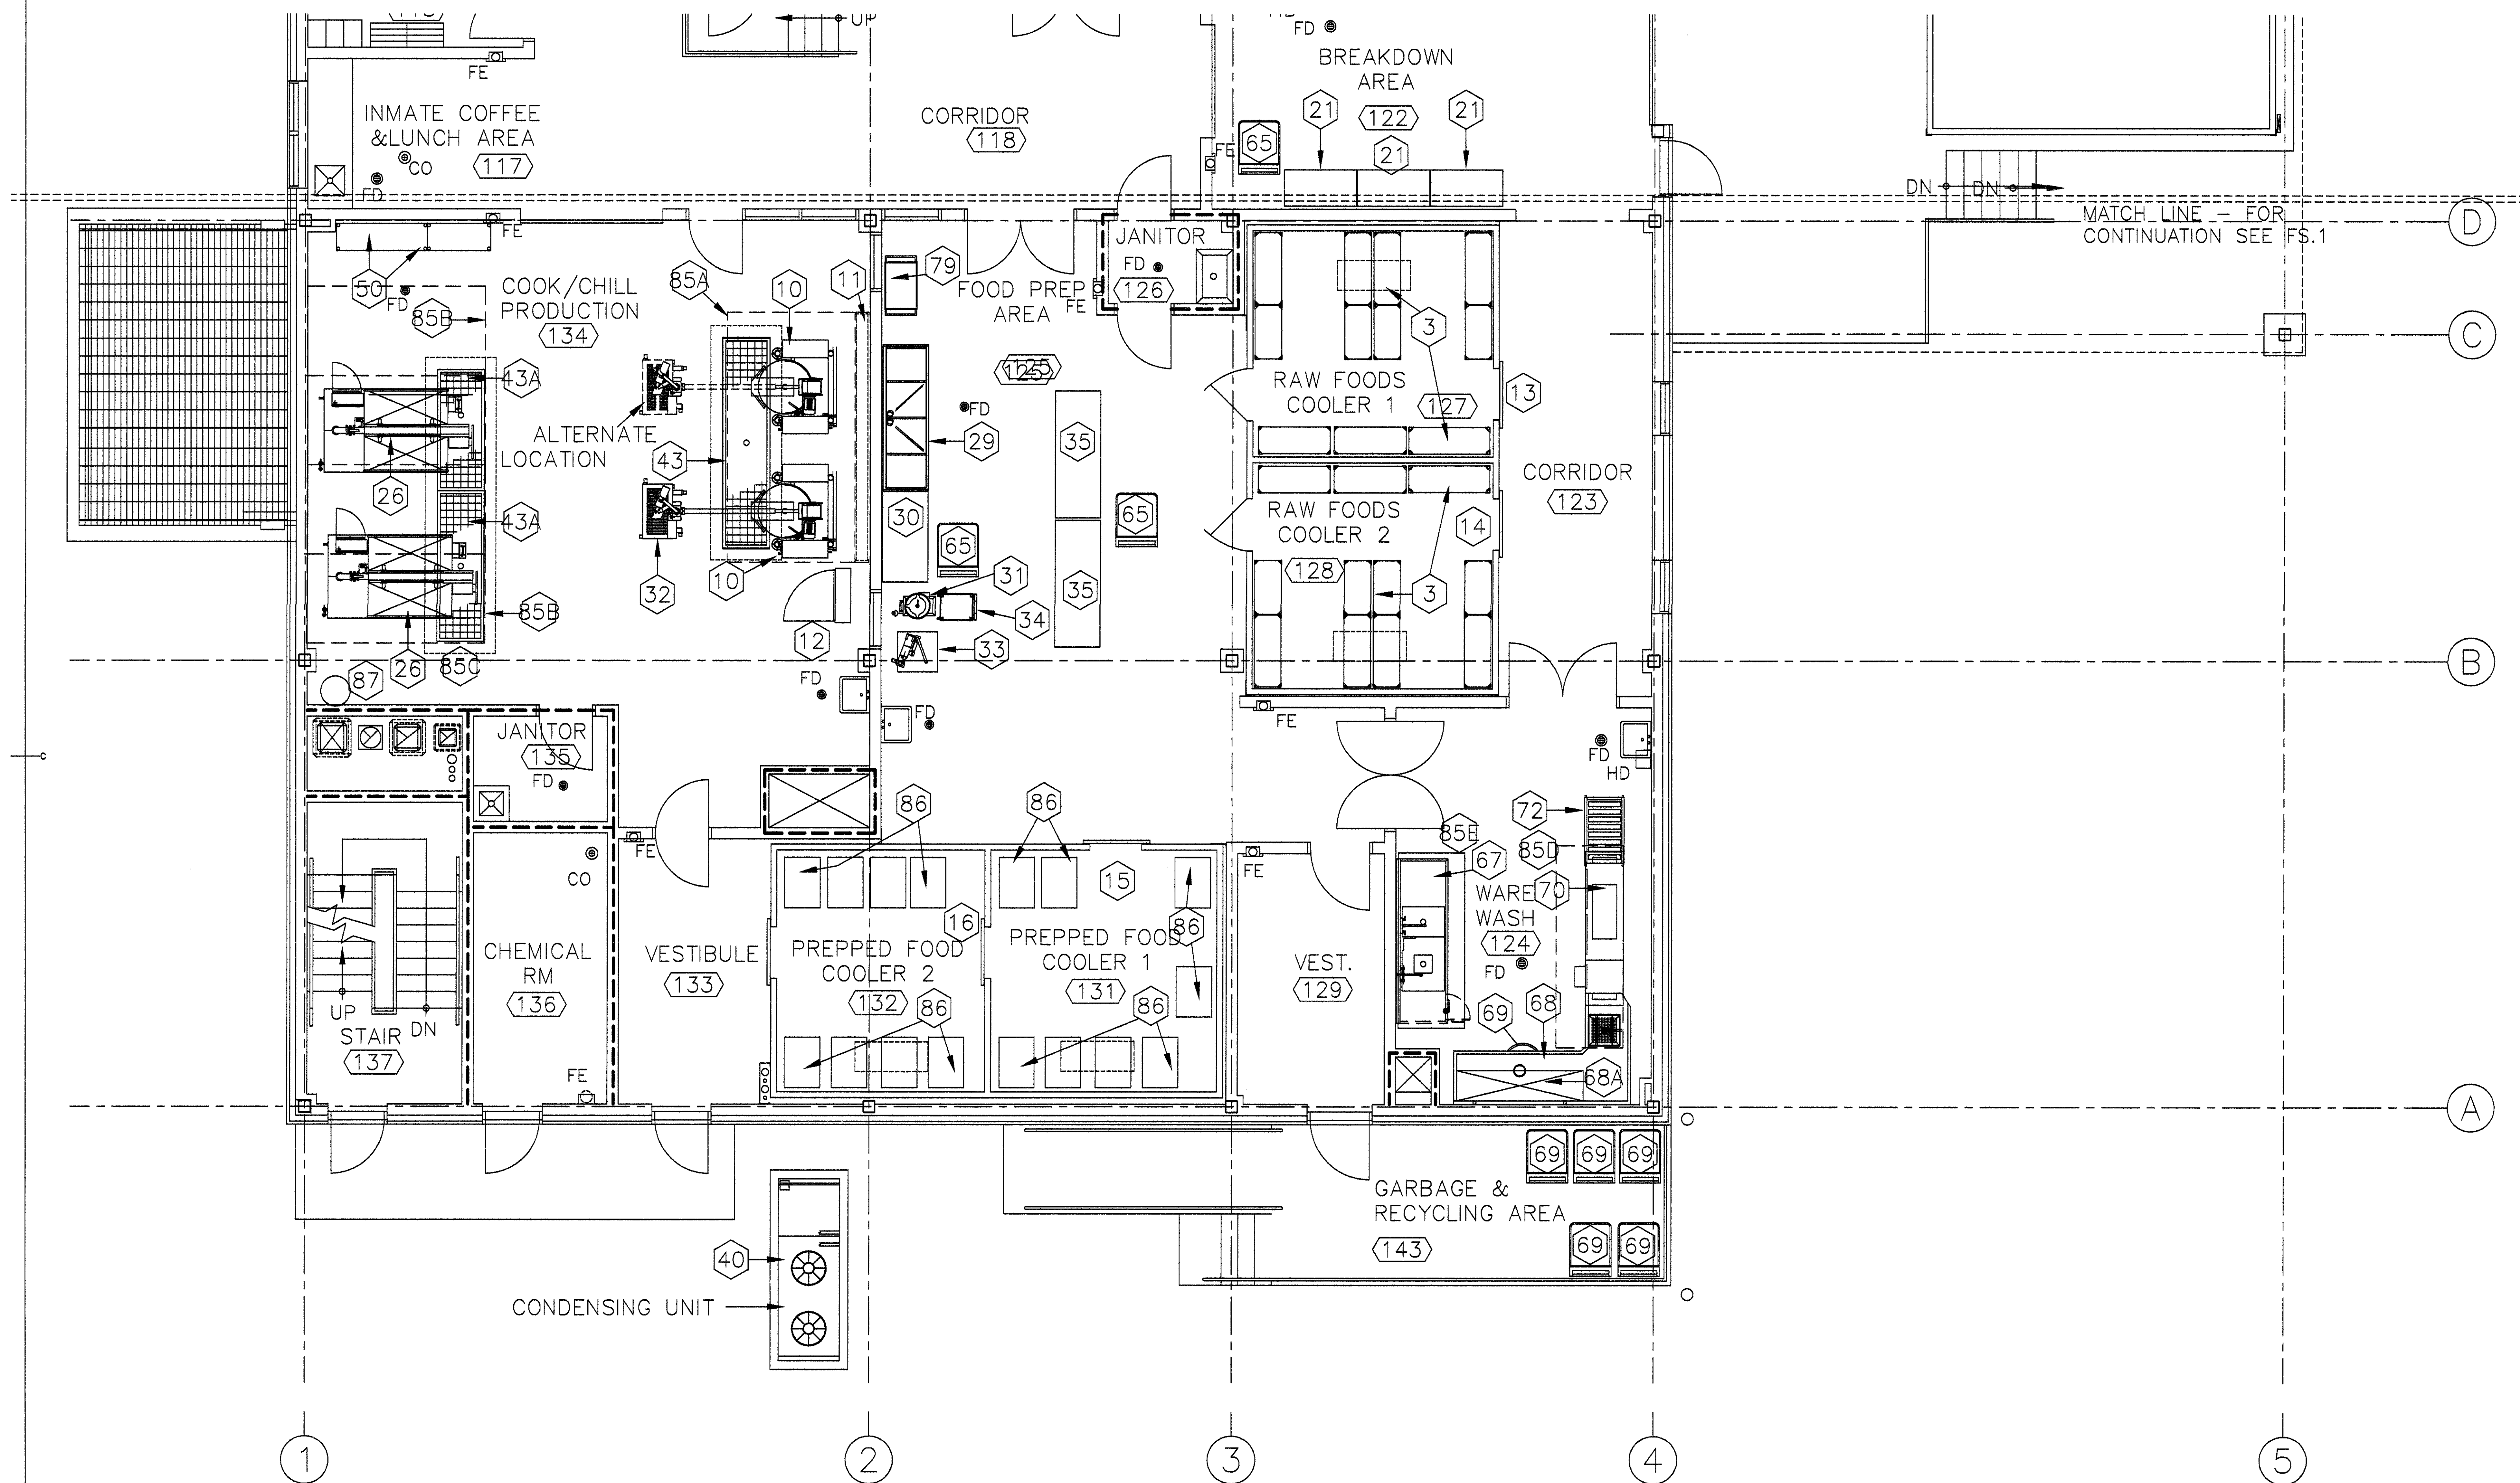 UP
FD
BREAKDOWN
AREA
122
21
21
21
65
FE
FE
INMATE COFFEE
&LUNCH AREA
117
CO
FD
CORRIDOR
118
DN
DN
MATCH LINE – FOR
CONTINUATION SEE FS.1
D
50
FE
FD
85B
COOK/CHILL
PRODUCTION
134
85A
10
11
79
FOOD PREP
AREA
125
FE
JANITOR
FD
126
FE
3
RAW FOODS
COOLER 1
127
13
C
43A
ALTERNATE
LOCATION
43
26
43A
32
10
12
85B
26
85C
87
FD
29
30
65
31
34
33
35
35
65
RAW FOODS
COOLER 2
128
14
3
CORRIDOR
123
B
FD
FD
FE
JANITOR
135
FD
FE
CO
CHEMICAL
RM
136
FE
UP
DN
STAIR
137
VESTIBULE
133
86
86
16
15
86
PREPPED FOOD
COOLER 2
132
PREPPED FOOD
COOLER 1
131
86
86
FE
VEST.
129
FD
HD
72
85E
85D
67
WARE
WASH
124
70
FD
69
68
68A
A
69
69
69
69
69
GARBAGE &
RECYCLING AREA
143
40
CONDENSING UNIT
C
1
2
3
4
5